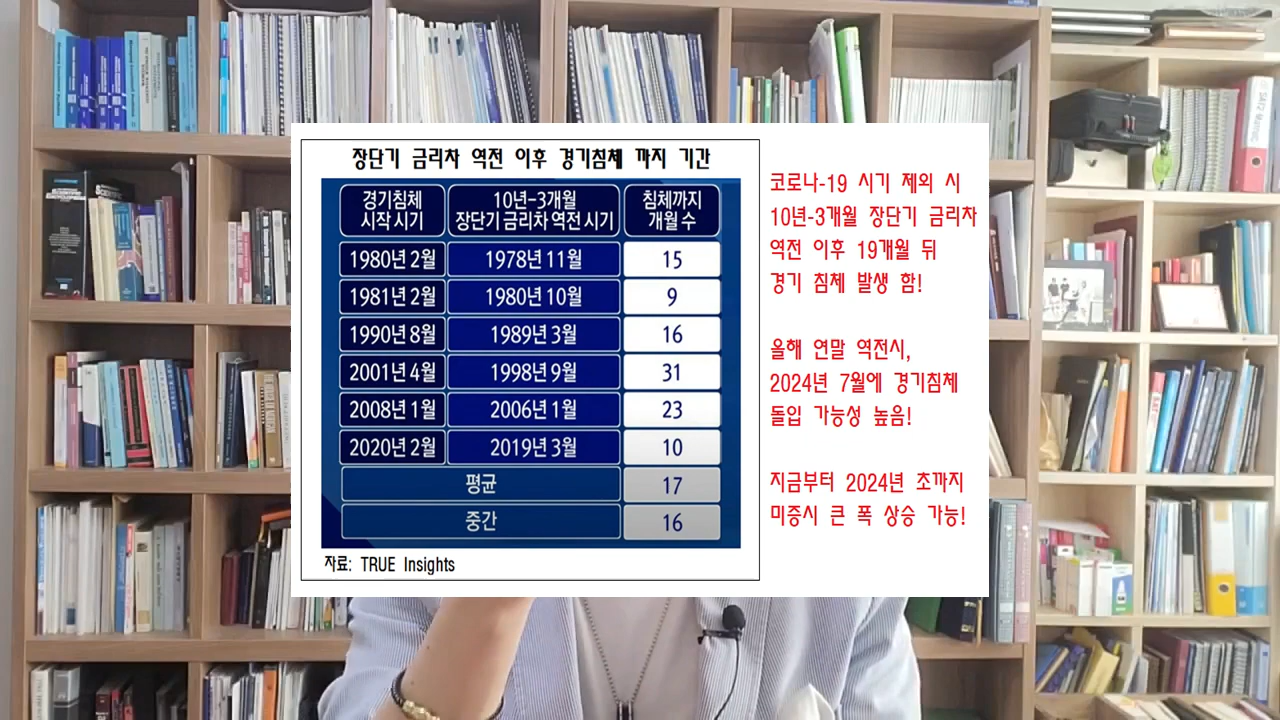 장단기 금리차 역전 이후 경기침체 까지 기간
경기침체 시작 시기
10년-3개월 장단기 금리차 역전 시기
침체까지 개월 수
1980년 2월 1978년 11월 15
1981년 2월 1980년 10월 9
1990년 8월 1989년 3월 16
2001년 4월 1998년 9월 31
2008년 1월 2006년 1월 23
2020년 2월 2019년 3월 10
평균 17
중간 16
자료: TRUE Insights
코로나-19 시기 제외 시
10년-3개월 장단기 금리차
역전 이후 19개월 뒤
경기 침체 발생 함!
올해 연말 역전시,
2024년 7월에 경기침체
돌입 가능성 높음!
지금부터 2024년 초까지
미증시 큰 폭 상승 가능!